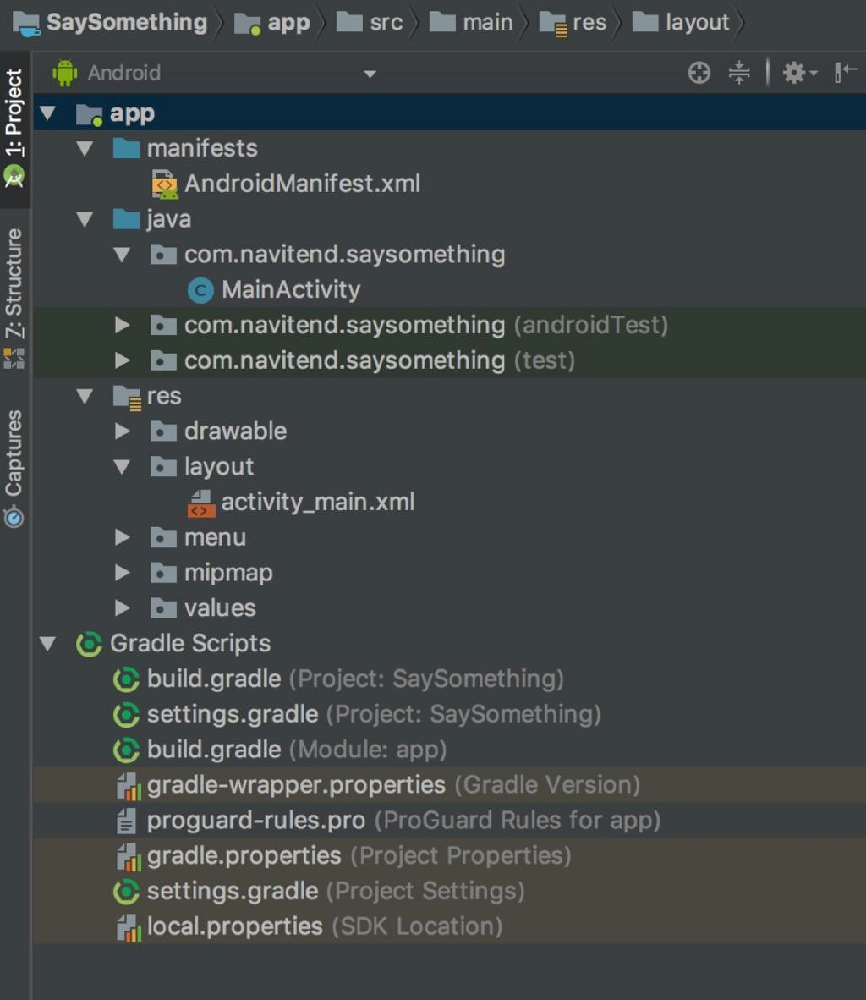 SaySomething app src main res layout
Android
1: Project
Z: Structure
Captures
app
manifests
AndroidManifest.xml
java
com.navitend.saysomething
C MainActivity
com.navitend.saysomething (androidTest)
com.navitend.saysomething (test)
res
drawable
layout
activity_main.xml
menu
mipmap
values
Gradle Scripts
build.gradle (Project: SaySomething)
settings.gradle (Project: SaySomething)
build.gradle (Module: app)
gradle-wrapper.properties (Gradle Version)
proguard-rules.pro (ProGuard Rules for app)
gradle.properties (Project Properties)
settings.gradle (Project Settings)
local.properties (SDK Location)